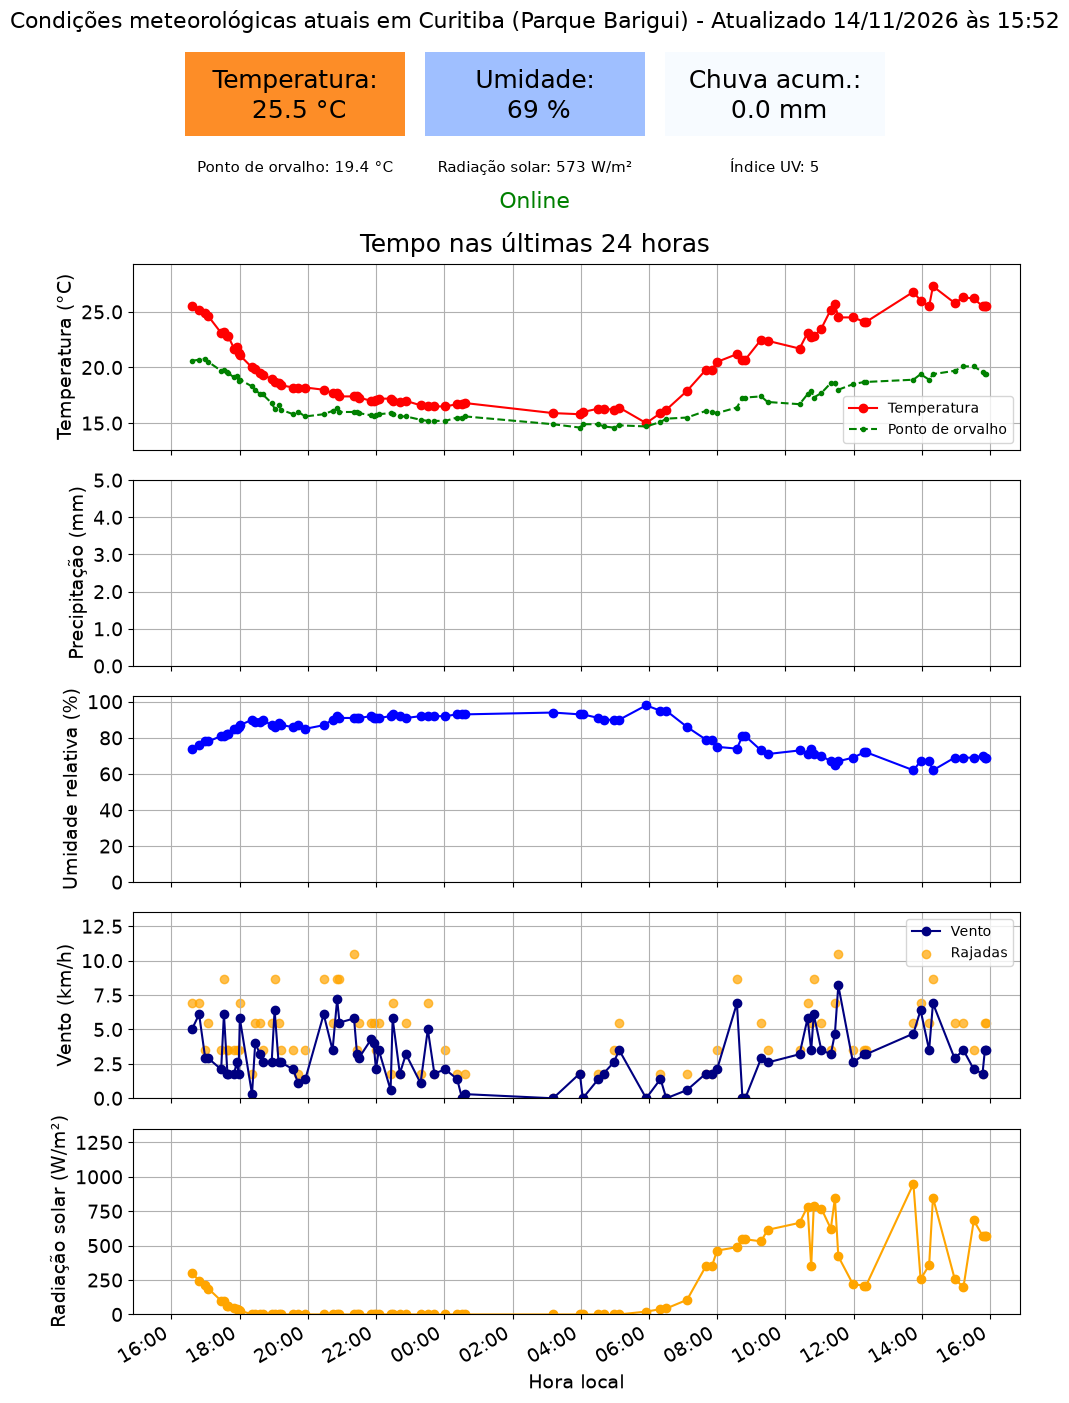 Condições meteorológicas atuais em Curitiba (Parque Barigui) - Atualizado 14/11/2026 às 15:52
Temperatura:
25.5 °C
Umidade:
69 %
Chuva acum.:
0.0 mm
Ponto de orvalho: 19.4 °C
Radiação solar: 573 W/m²
Índice UV: 5
Online
Tempo nas últimas 24 horas
Temperatura (°C)
25.0
20.0
15.0
Temperatura
Ponto de orvalho
Precipitação (mm)
5.0
4.0
3.0
2.0
1.0
0.0
Umidade relativa (%)
100
80
60
40
20
0
Vento (km/h)
12.5
10.0
7.5
5.0
2.5
0.0
Vento
Rajadas
Radiação solar (W/m²)
1250
1000
750
500
250
0
16:00
18:00
20:00
22:00
00:00
02:00
04:00
06:00
08:00
10:00
12:00
14:00
16:00
Hora local